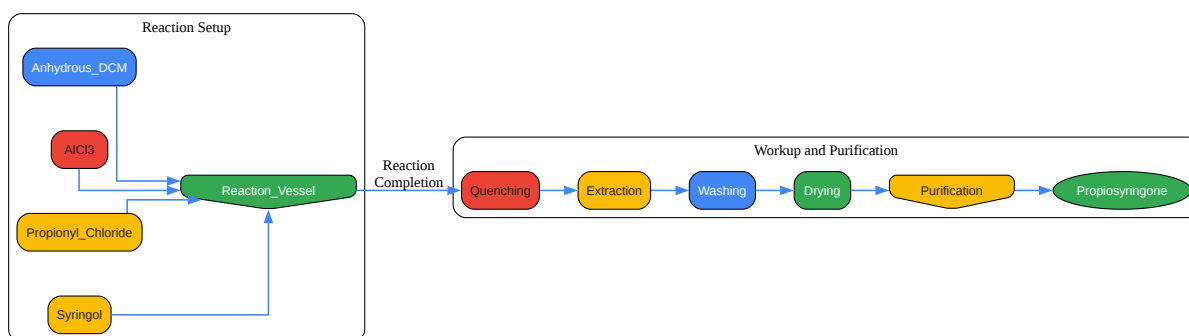 Reaction Setup
Anhydrous_DCM
AlCl3
Reaction_Vessel
Propionyl_Chloride
Syringol
Reaction
Completion
Workup and Purification
Quenching
Extraction
Washing
Drying
Purification
Propiosyringone